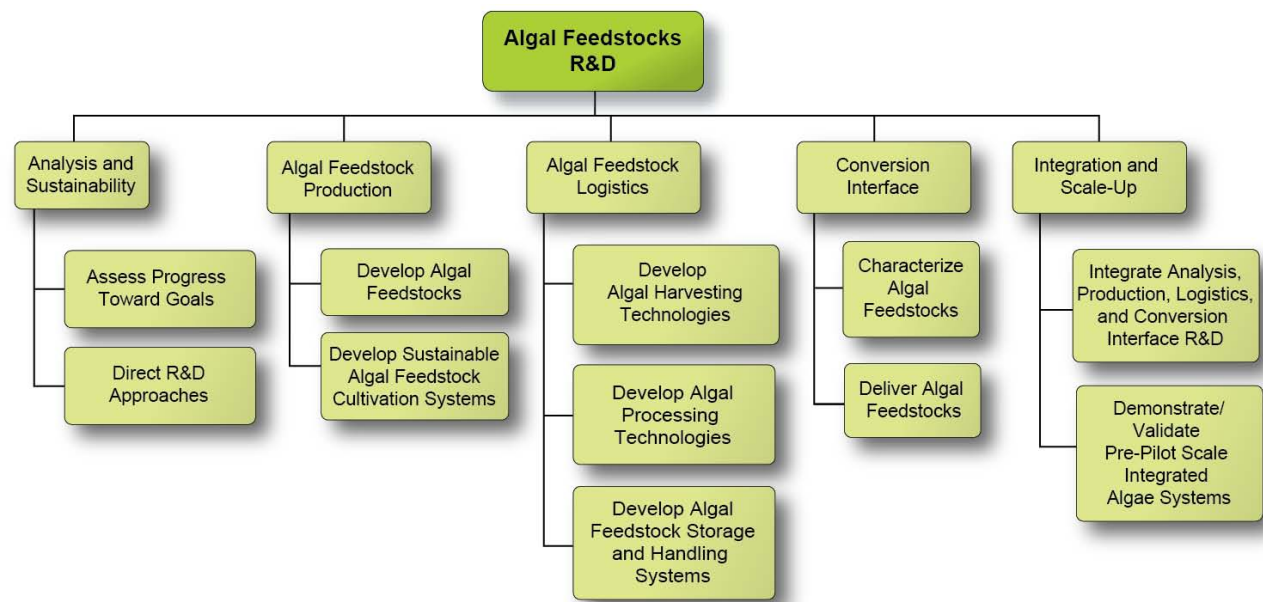 Algal Feedstocks
R&D
Analysis and
Sustainability
Assess Progress
Toward Goals
Direct R&D
Approaches
Algal Feedstock
Production
Develop Algal
Feedstocks
Develop Sustainable
Algal Feedstock
Cultivation Systems
Algal Feedstock
Logistics
Develop
Algal Harvesting
Technologies
Develop Algal
Processing
Technologies
Develop Algal
Feedstock Storage
and Handling
Systems
Conversion
Interface
Characterize
Algal
Feedstocks
Deliver Algal
Feedstocks
Integration and
Scale-Up
Integrate Analysis,
Production, Logistics,
and Conversion
Interface R&D
Demonstrate/
Validate
Pre-Pilot Scale
Integrated
Algae Systems